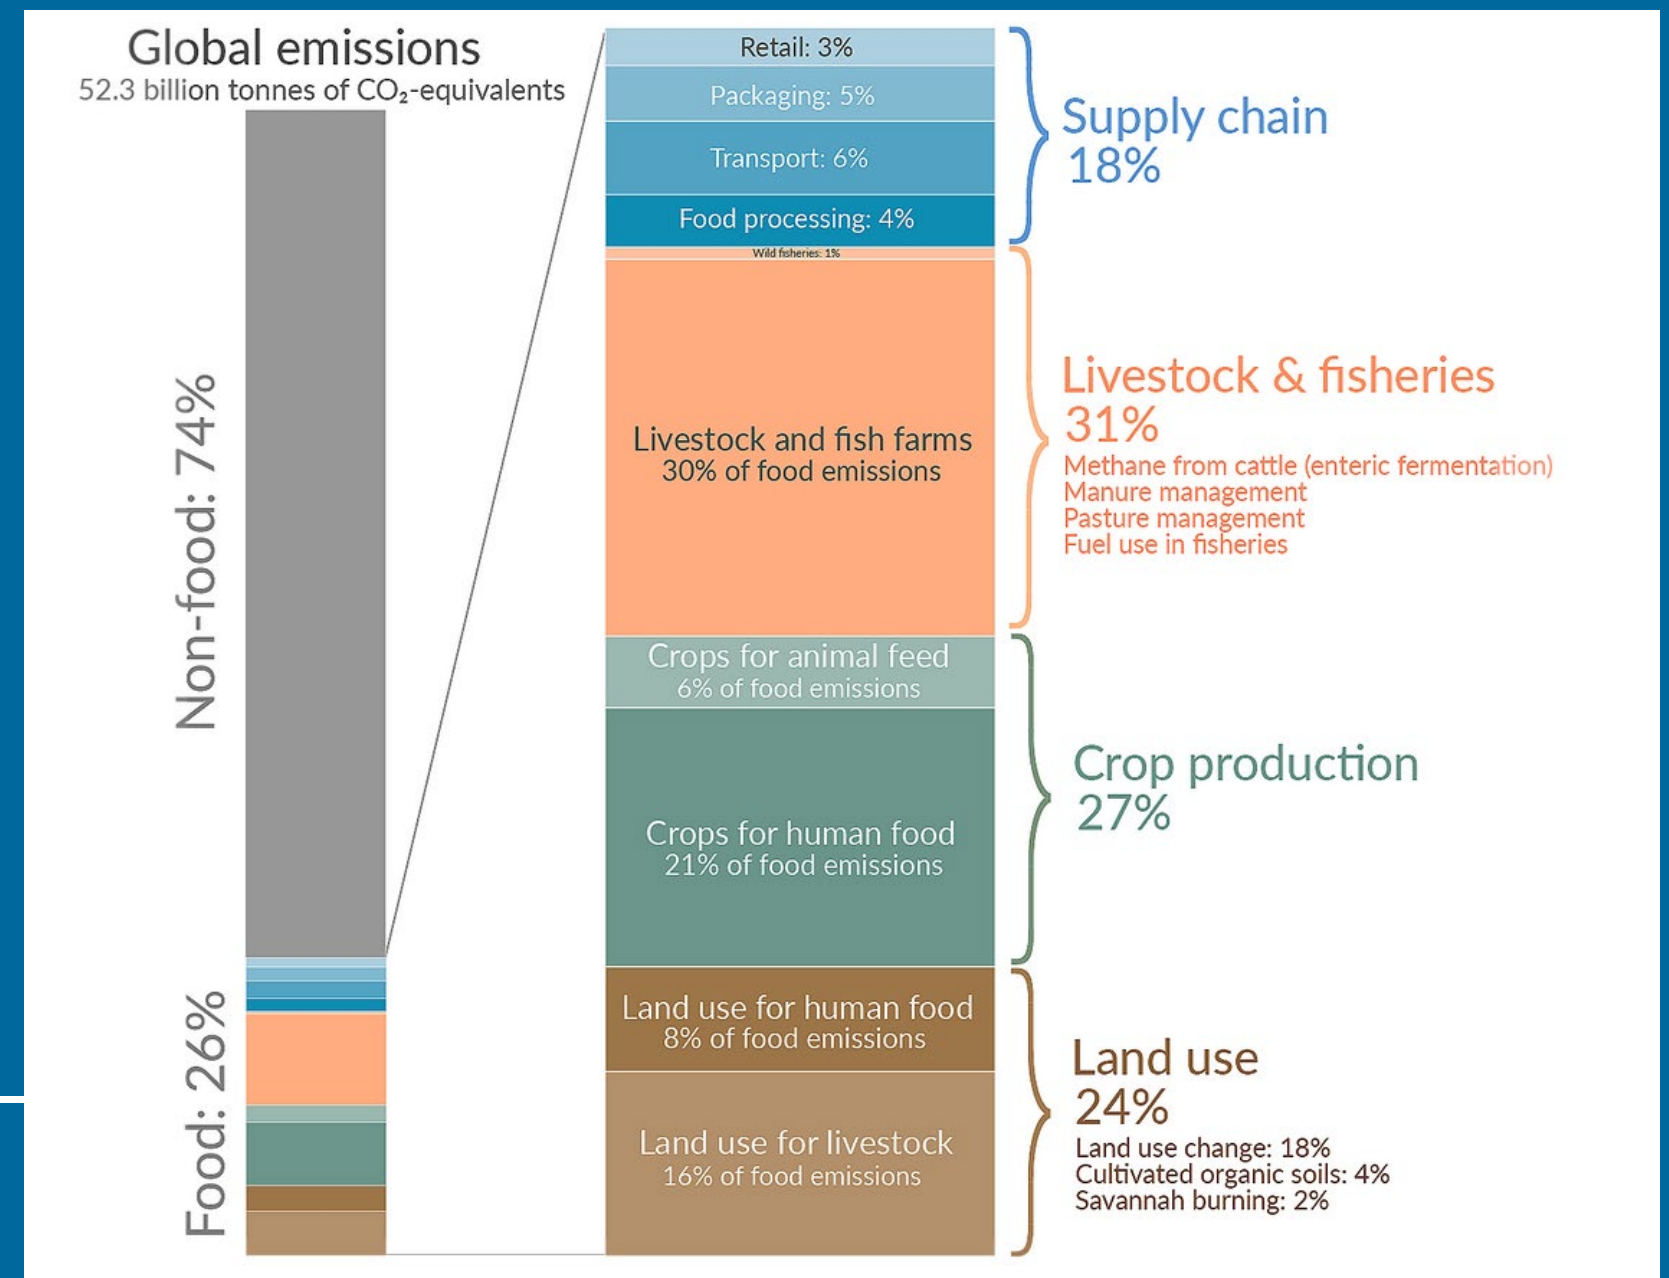 Global emissions
52.3 billion tonnes of CO₂-equivalents
Non-food: 74%
Food: 26%
Retail: 3%
Packaging: 5%
Transport: 6%
Food processing: 4%
Wild fisheries: 1%
Livestock and fish farms
30% of food emissions
Crops for animal feed
6% of food emissions
Crops for human food
21% of food emissions
Land use for human food
8% of food emissions
Land use for livestock
16% of food emissions
Supply chain
18%
Livestock & fisheries
31%
Methane from cattle (enteric fermentation)
Manure management
Pasture management
Fuel use in fisheries
Crop production
27%
Land use
24%
Land use change: 18%
Cultivated organic soils: 4%
Savannah burning: 2%